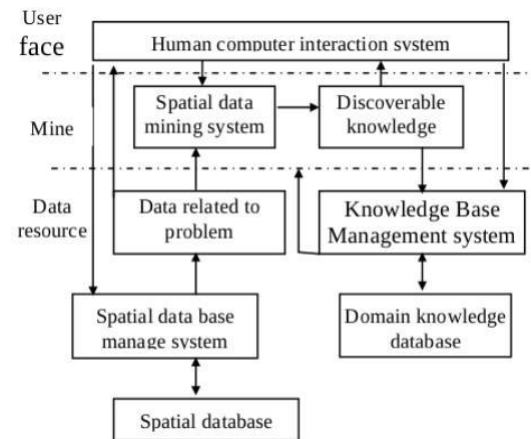 User
face
Human computer interaction system
Mine
Spatial data
mining system
Discoverable
knowledge
Data
resource
Data related to
problem
Knowledge Base
Management system
Spatial data base
manage system
Domain knowledge
database
Spatial database